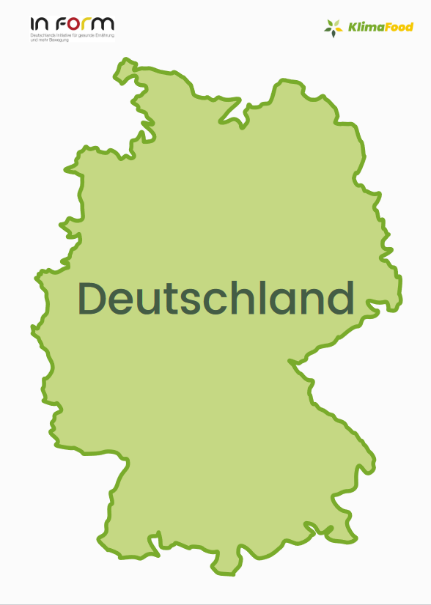 IN FORM
Deutschlands Initiative für gesunde Ernährung
und mehr Bewegung
KlimaFood
Deutschland